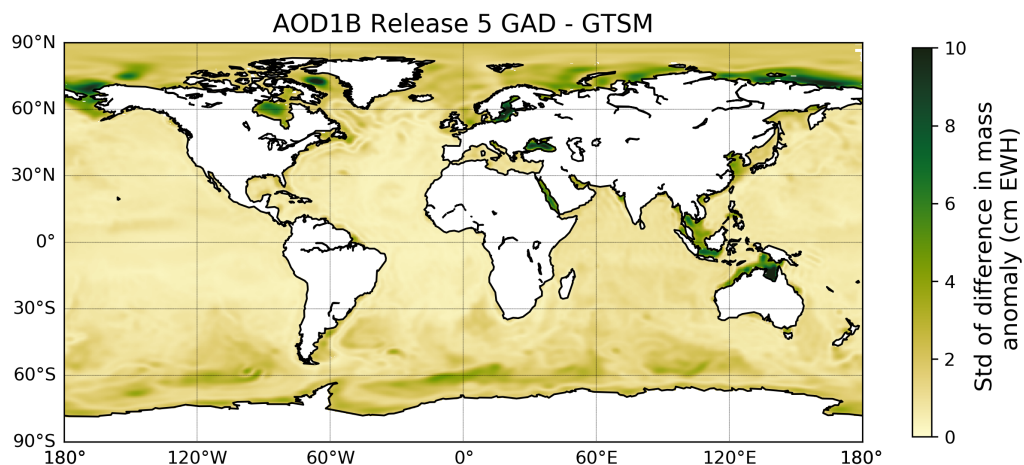 AOD1B Release 5 GAD - GTSM
90°N
60°N
30°N
0°
30°S
60°S
90°S
180°
120°W
60°W
0°
60°E
120°E
180°
10
8
6
4
2
0
Std of difference in mass
anomaly (cm EWH)